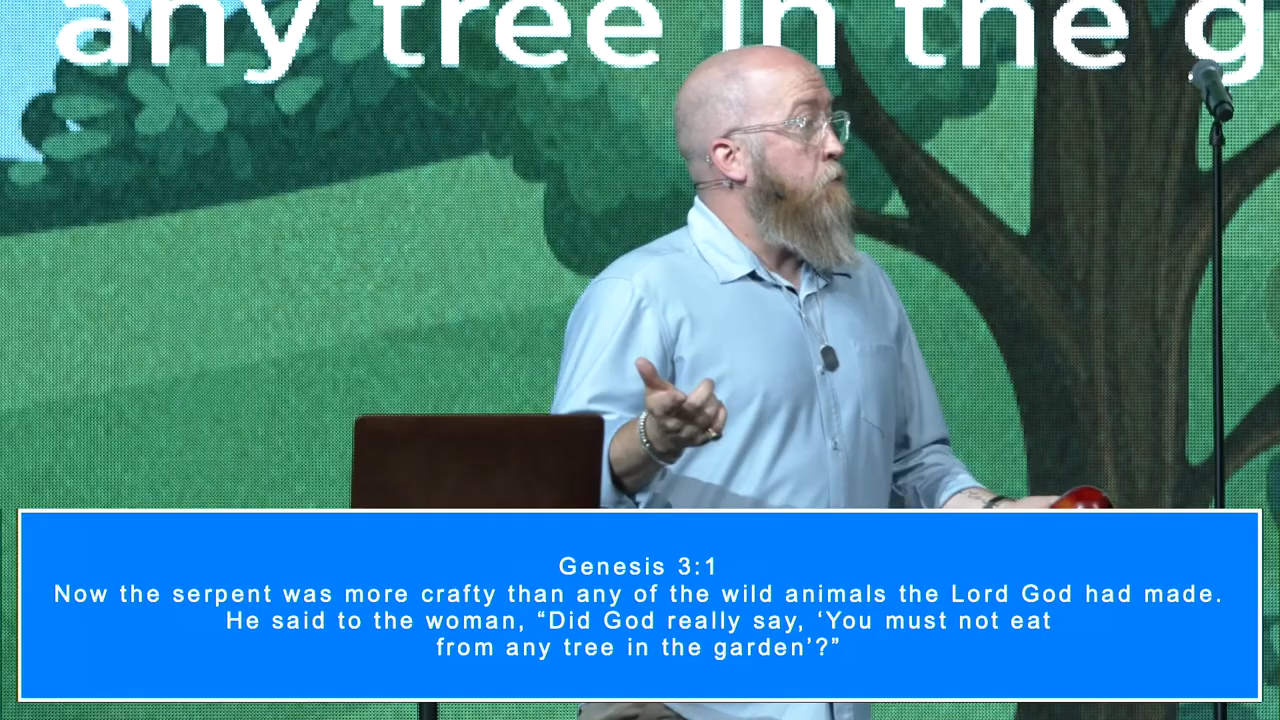 any tree in the g
Genesis 3:1
Now the serpent was more crafty than any of the wild animals the Lord God had made.
He said to the woman, “Did God really say, ‘You must not eat
from any tree in the garden’?”